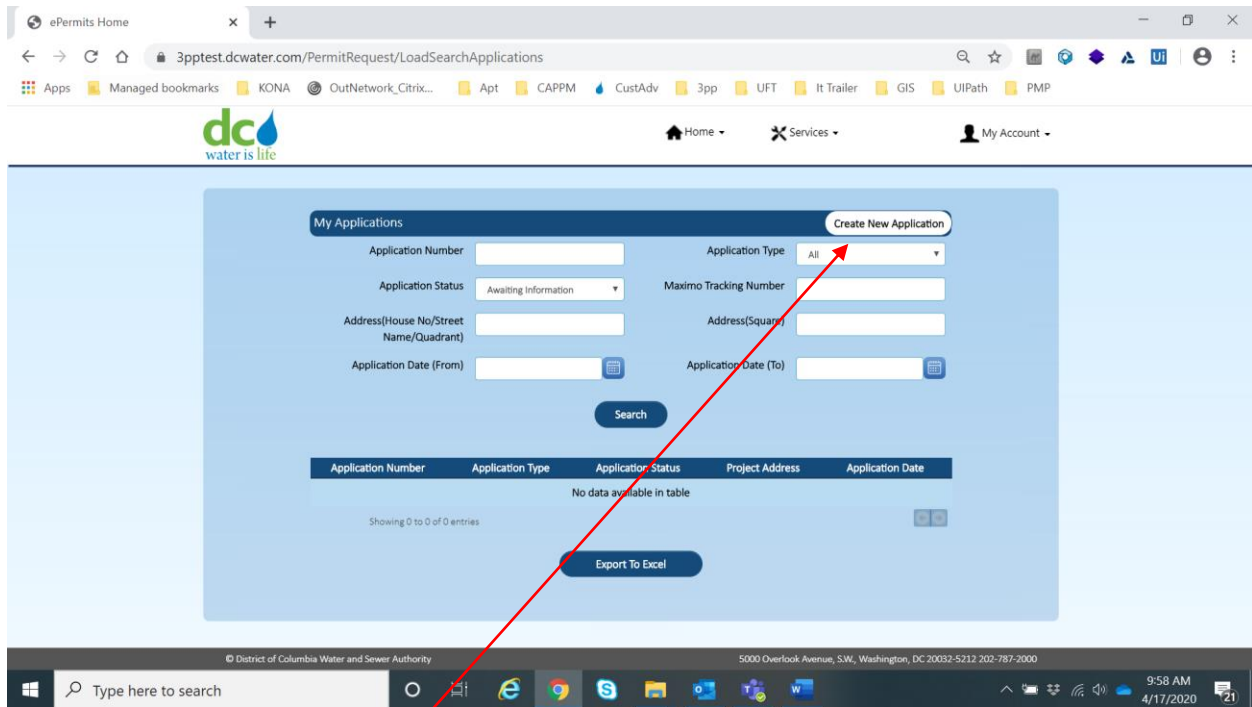 ePermits Home
3pptest.dcwater.com/PermitRequest/LoadSearchApplications
Apps Managed bookmarks KONA OutNetwork_Citrix... Apt CAPPM CustAdv 3pp UFT It Trailer GIS UIPath PMP
Ui
dc
water is life
Home Services My Account
My Applications Create New Application
Application Number Application Type All
Application Status Awaiting Information Maximo Tracking Number
Address(House No/Street Address(Square)
Name/Quadrant)
Application Date (From) Application Date (To)
Search
Application Number Application Type Application Status Project Address Application Date
No data available in table
Showing 0 to 0 of 0 entries
Export To Excel
© District of Columbia Water and Sewer Authority 5000 Overlook Avenue, S.W., Washington, DC 20032-5212 202-787-2000
Type here to search
9:58 AM
4/17/2020
21